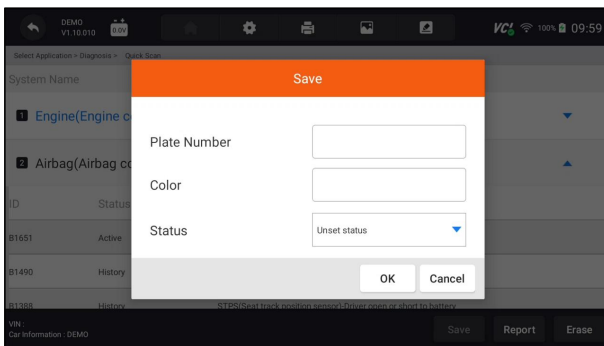 DEMO
V1.10.010
0.0V
VCI 100% 09:59
Select Application > Diagnosis > Quick Scan
System Name
Save
1 Engine(Engine c
Plate Number
2 Airbag(Airbag co
Color
ID Status
Status Unset status
B1651 Active
OK Cancel
B1490 History
B1388 History STPS(Seat track position sensor)-Driver open or short to battery
VIN :
Car Information : DEMO
Save Report Erase